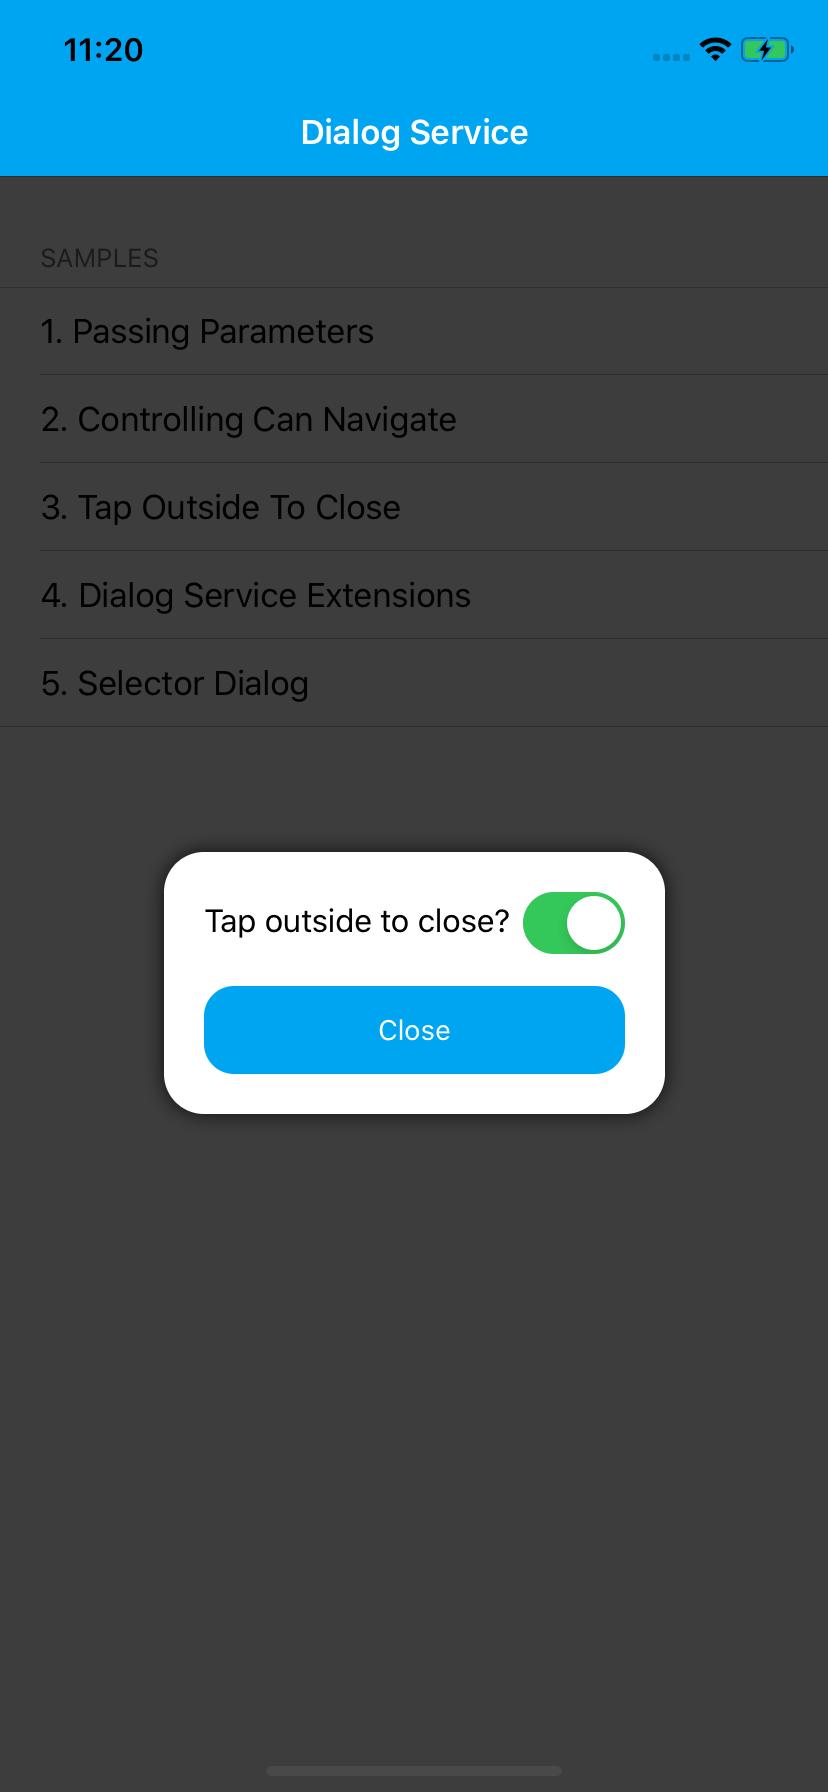 11:20
Dialog Service
SAMPLES
1. Passing Parameters
2. Controlling Can Navigate
3. Tap Outside To Close
4. Dialog Service Extensions
5. Selector Dialog
Tap outside to close?
Close